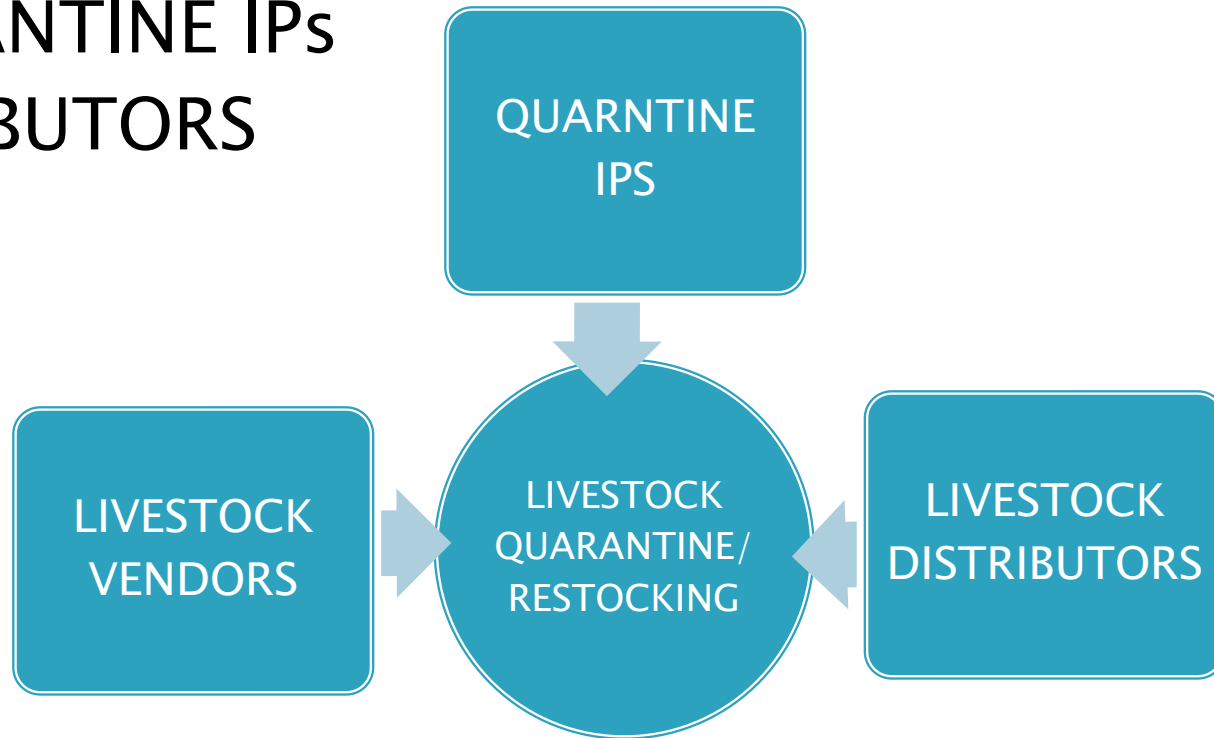 ANTINE IPs
BUTORS
QUARNTINE
IPS
LIVESTOCK
VENDORS
LIVESTOCK
QUARANTINE/
RESTOCKING
LIVESTOCK
DISTRIBUTORS